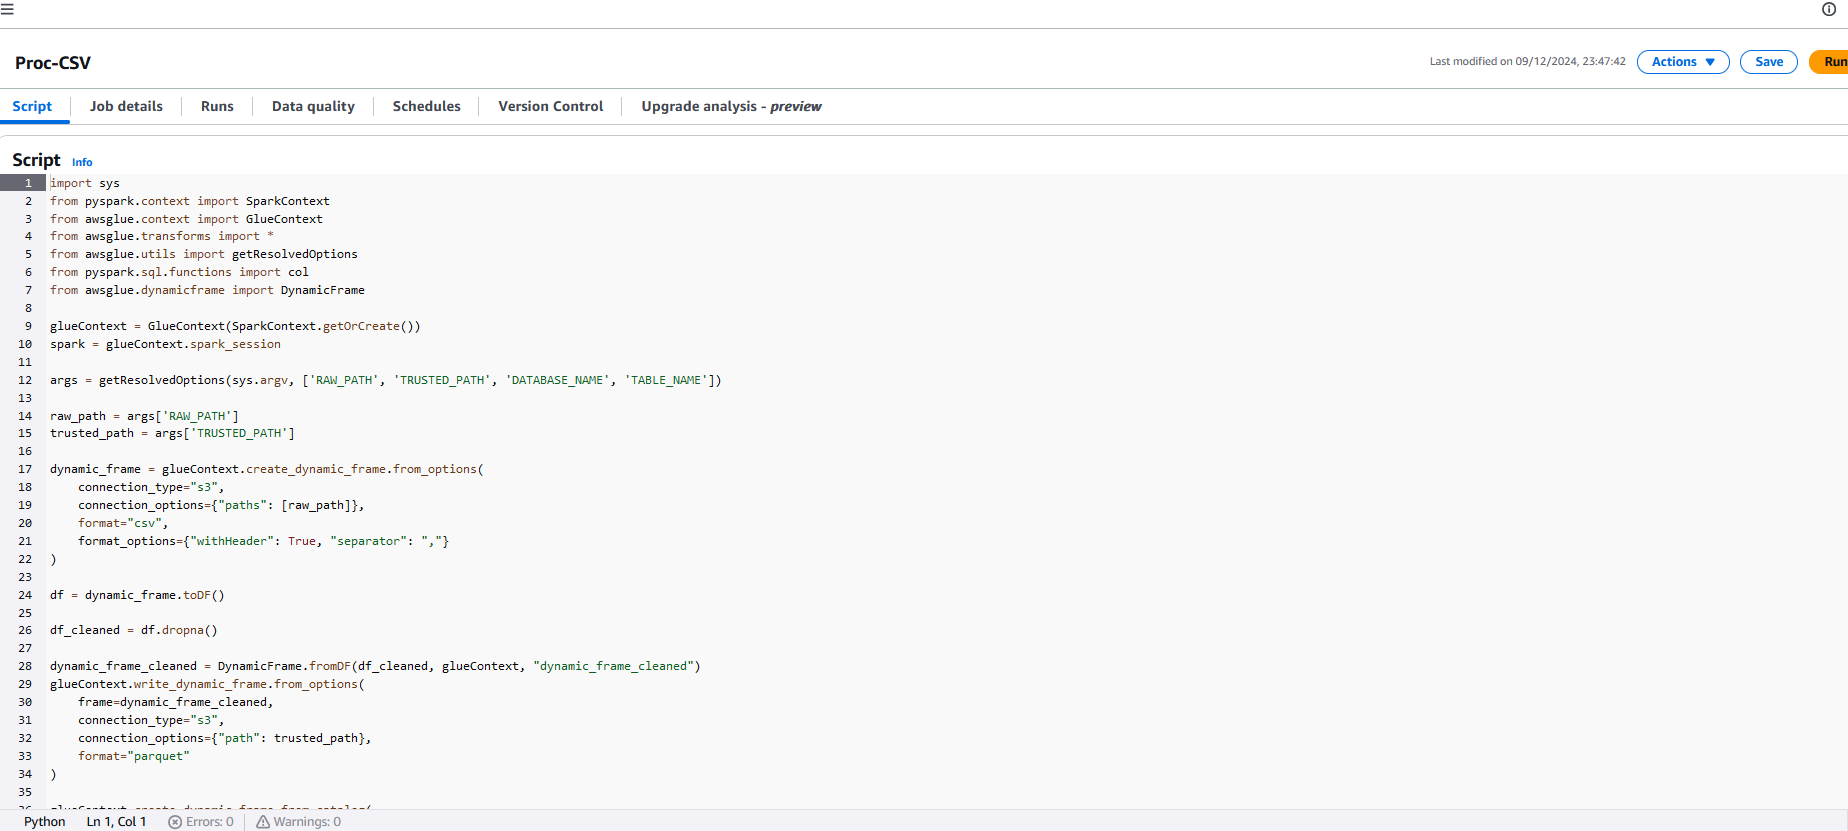 Proc-CSV
Last modified on 09/12/2024, 23:47:42
Actions
Save
Run
Script
Job details
Runs
Data quality
Schedules
Version Control
Upgrade analysis - preview
Script Info
1 import sys
2 from pyspark.context import SparkContext
3 from awsglue.context import GlueContext
4 from awsglue.transforms import *
5 from awsglue.utils import getResolvedOptions
6 from pyspark.sql.functions import col
7 from awsglue.dynamicframe import DynamicFrame
8
9 glueContext = GlueContext(SparkContext.getOrCreate())
10 spark = glueContext.spark_session
11
12 args = getResolvedOptions(sys.argv, ['RAW_PATH', 'TRUSTED_PATH', 'DATABASE_NAME', 'TABLE_NAME'])
13
14 raw_path = args['RAW_PATH']
15 trusted_path = args['TRUSTED_PATH']
16
17 dynamic_frame = glueContext.create_dynamic_frame.from_options(
18     connection_type="s3",
19     connection_options={"paths": [raw_path]},
20     format="csv",
21     format_options={"withHeader": True, "separator": ","}
22 )
23
24 df = dynamic_frame.toDF()
25
26 df_cleaned = df.dropna()
27
28 dynamic_frame_cleaned = DynamicFrame.fromDF(df_cleaned, glueContext, "dynamic_frame_cleaned")
29 glueContext.write_dynamic_frame.from_options(
30     frame=dynamic_frame_cleaned,
31     connection_type="s3",
32     connection_options={"path": trusted_path},
33     format="parquet"
34 )
35
Python Ln 1, Col 1 Errors: 0 Warnings: 0